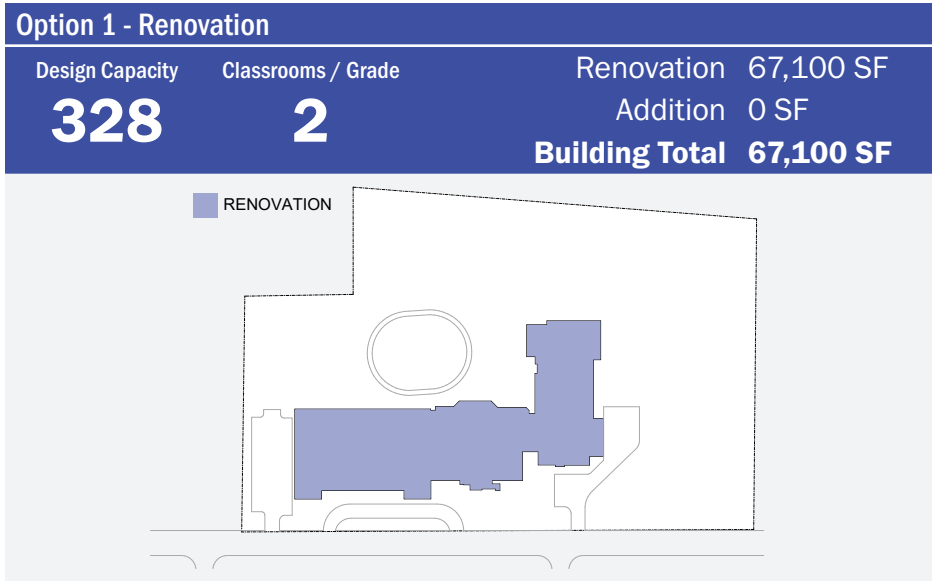 Option 1 - Renovation
Design Capacity
328
Classrooms / Grade
2
Renovation 67,100 SF
Addition 0 SF
Building Total 67,100 SF
RENOVATION